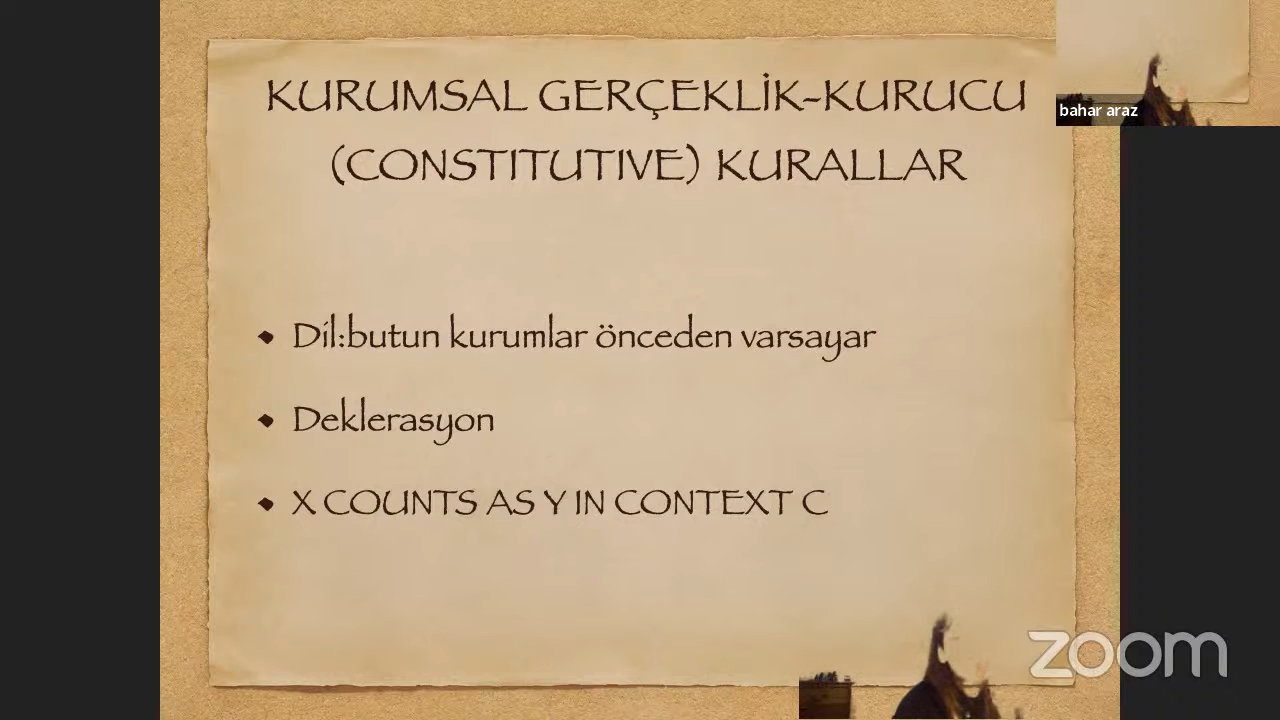 KURUMSAL GERÇEKLİK-KURUCU
(CONSTITUTIVE) KURALLAR
bahar araz
• Dil:butun kurumlar önceden varsayar
• Deklerasyon
• X COUNTS AS Y IN CONTEXT C
zoom